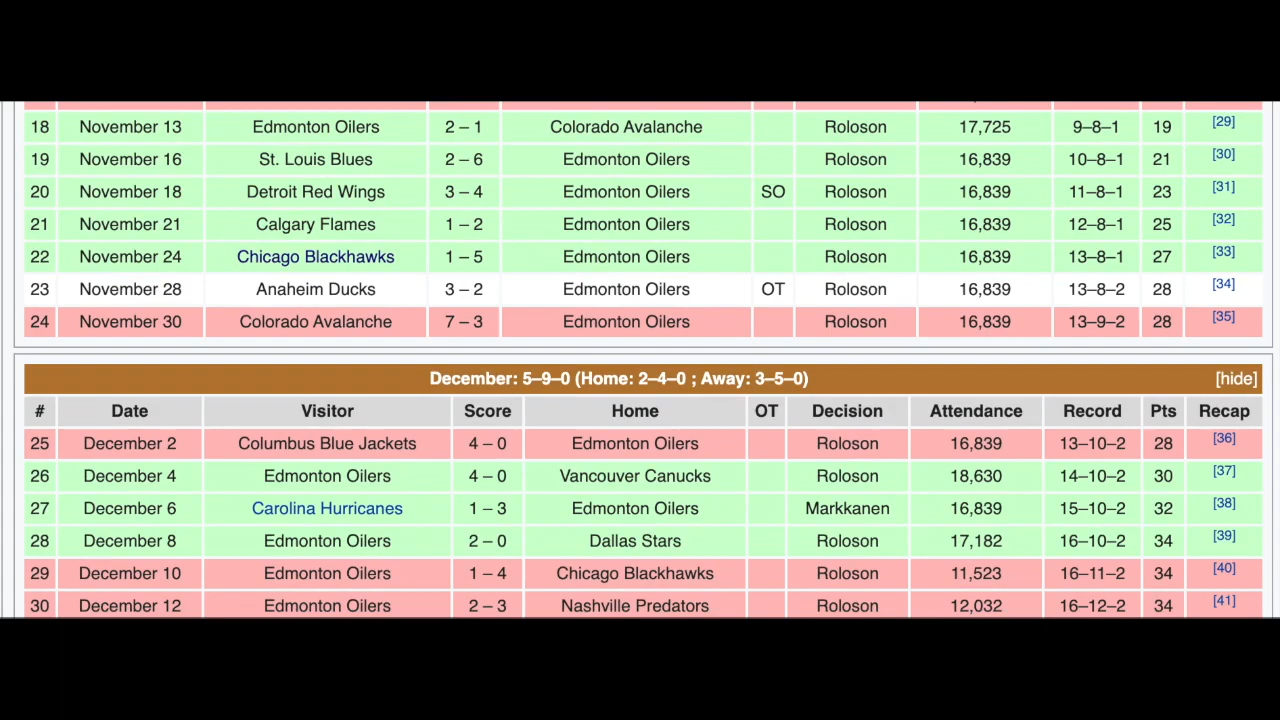 18 November 13 Edmonton Oilers 2 – 1 Colorado Avalanche Roloson 17,725 9–8–1 19 [29]
19 November 16 St. Louis Blues 2 – 6 Edmonton Oilers Roloson 16,839 10–8–1 21 [30]
20 November 18 Detroit Red Wings 3 – 4 Edmonton Oilers SO Roloson 16,839 11–8–1 23 [31]
21 November 21 Calgary Flames 1 – 2 Edmonton Oilers Roloson 16,839 12–8–1 25 [32]
22 November 24 Chicago Blackhawks 1 – 5 Edmonton Oilers Roloson 16,839 13–8–1 27 [33]
23 November 28 Anaheim Ducks 3 – 2 Edmonton Oilers OT Roloson 16,839 13–8–2 28 [34]
24 November 30 Colorado Avalanche 7 – 3 Edmonton Oilers Roloson 16,839 13–9–2 28 [35]
December: 5–9–0 (Home: 2–4–0 ; Away: 3–5–0) [hide]
# Date Visitor Score Home OT Decision Attendance Record Pts Recap
25 December 2 Columbus Blue Jackets 4 – 0 Edmonton Oilers Roloson 16,839 13–10–2 28 [36]
26 December 4 Edmonton Oilers 4 – 0 Vancouver Canucks Roloson 18,630 14–10–2 30 [37]
27 December 6 Carolina Hurricanes 1 – 3 Edmonton Oilers Markkanen 16,839 15–10–2 32 [38]
28 December 8 Edmonton Oilers 2 – 0 Dallas Stars Roloson 17,182 16–10–2 34 [39]
29 December 10 Edmonton Oilers 1 – 4 Chicago Blackhawks Roloson 11,523 16–11–2 34 [40]
30 December 12 Edmonton Oilers 2 – 3 Nashville Predators Roloson 12,032 16–12–2 34 [41]